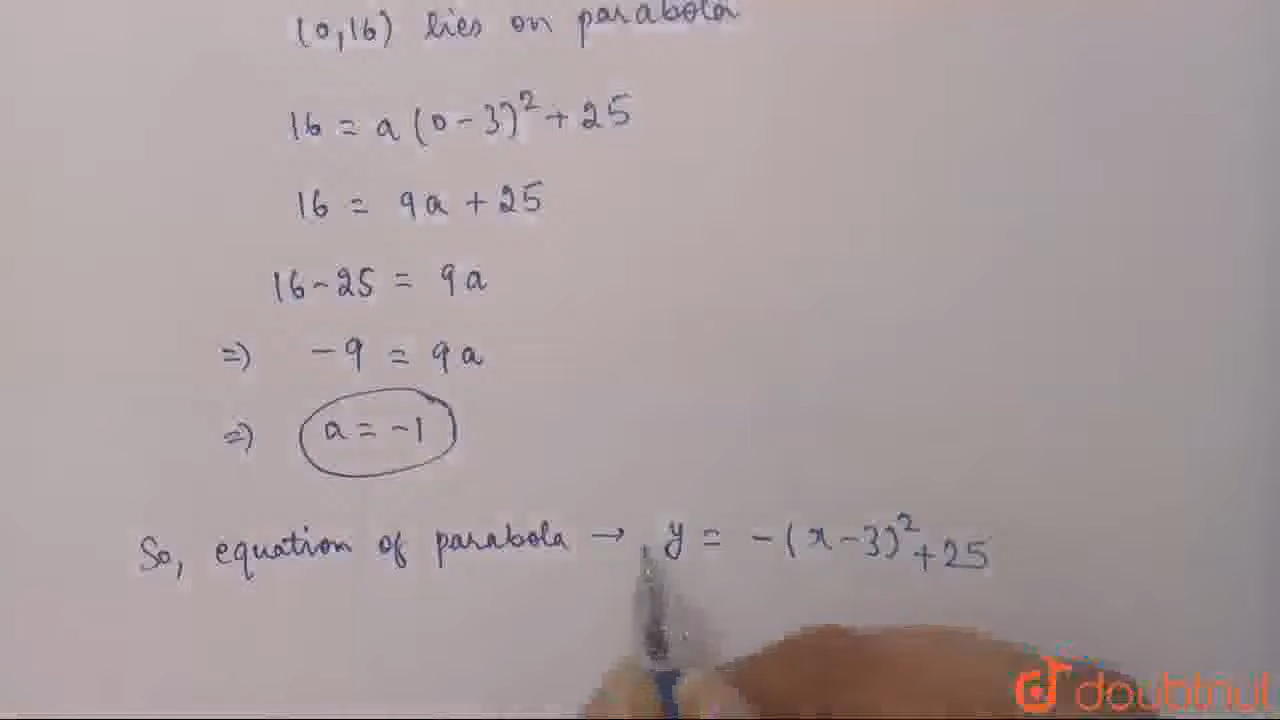 (0,16) lies on parabola
16 = a (0 - 3)² + 25
16 = 9a + 25
16 - 25 = 9a
=) -9 = 9a
=) a = -1
So, equation of parabola → y = -(x - 3)² + 25
doubtnut